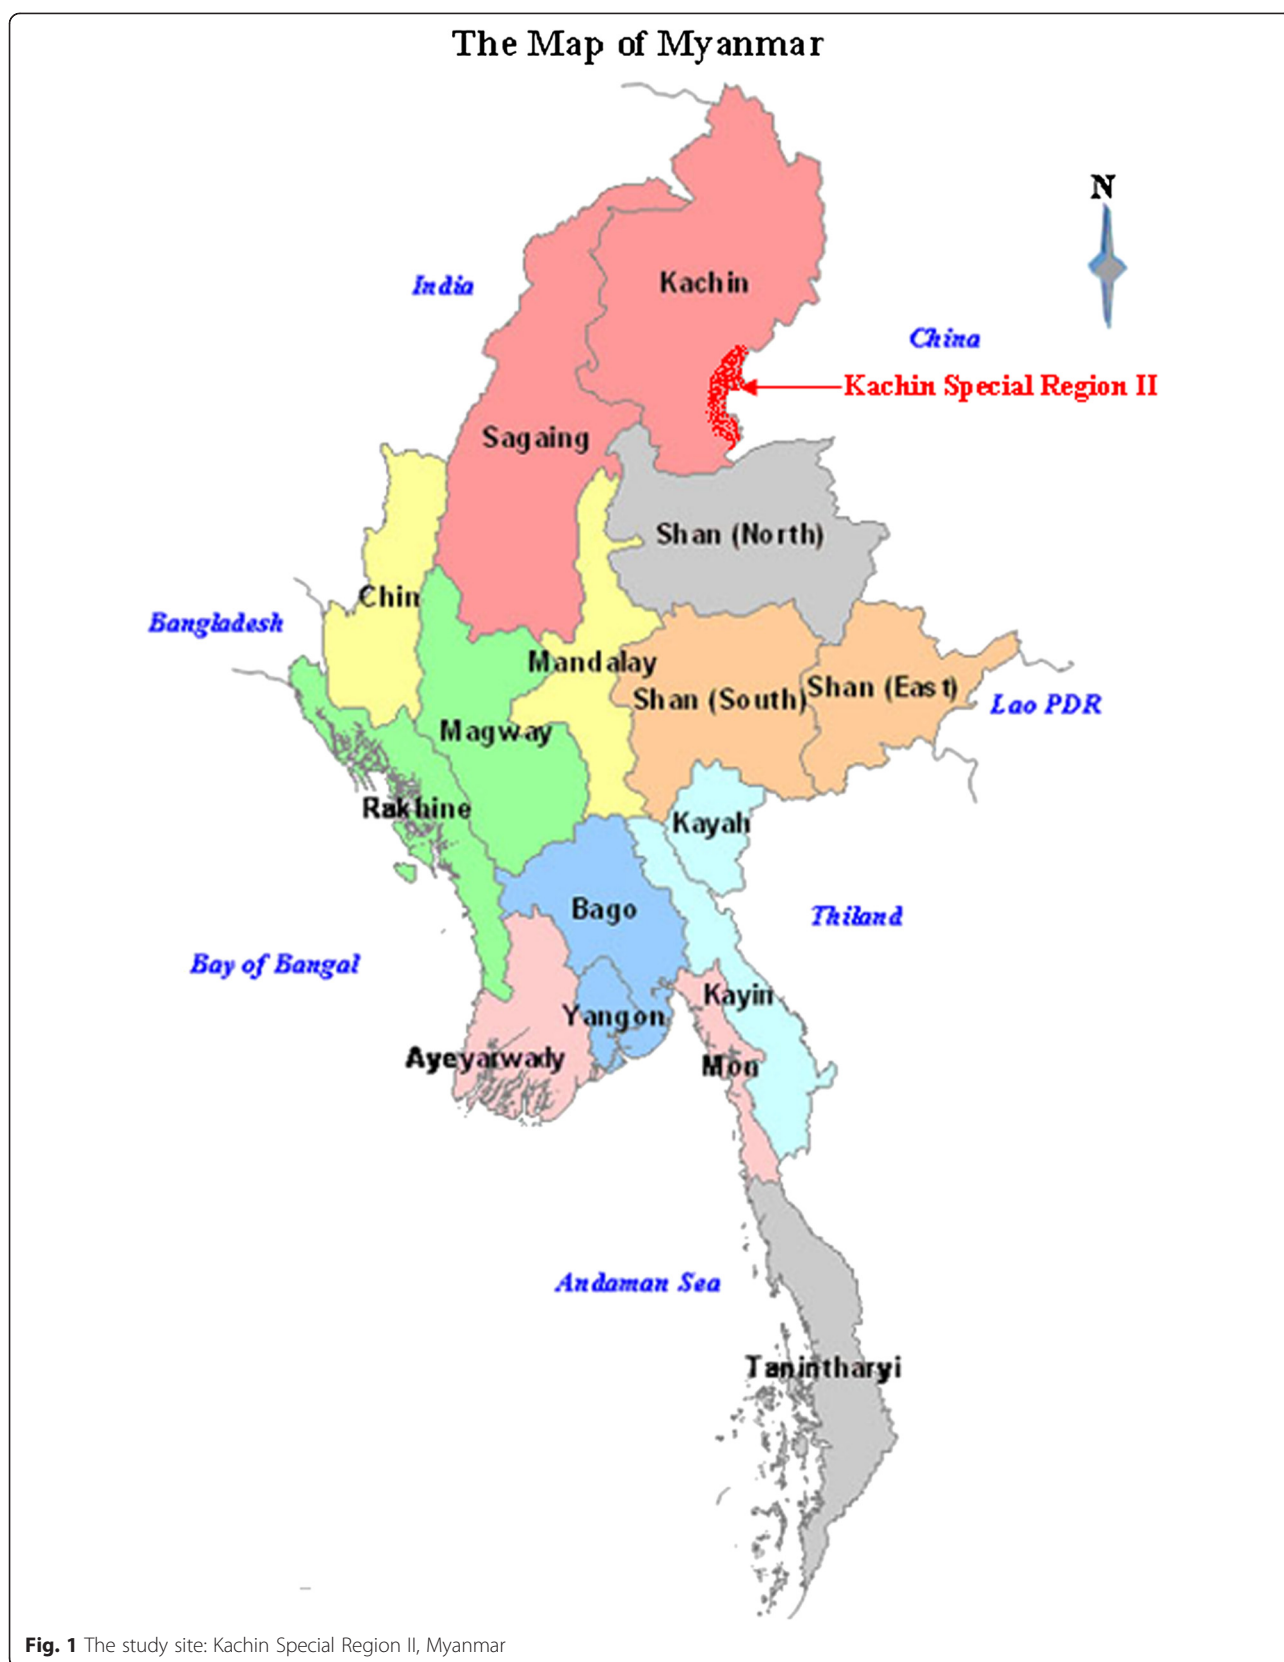 The Map of Myanmar
N
Kachin
India
China
Kachin Special Region II
Sagaing
Shan (North)
Chin
Bangladesh
Mandalay
Shan (South)
Shan (East)
Lao PDR
Magway
Rakhine
Kayah
Bago
Thiland
Bay of Bangal
Kayin
Yangon
Ayeyarwady
Mon
Andaman Sea
Tanintharyi
Fig. 1 The study site: Kachin Special Region II, Myanmar